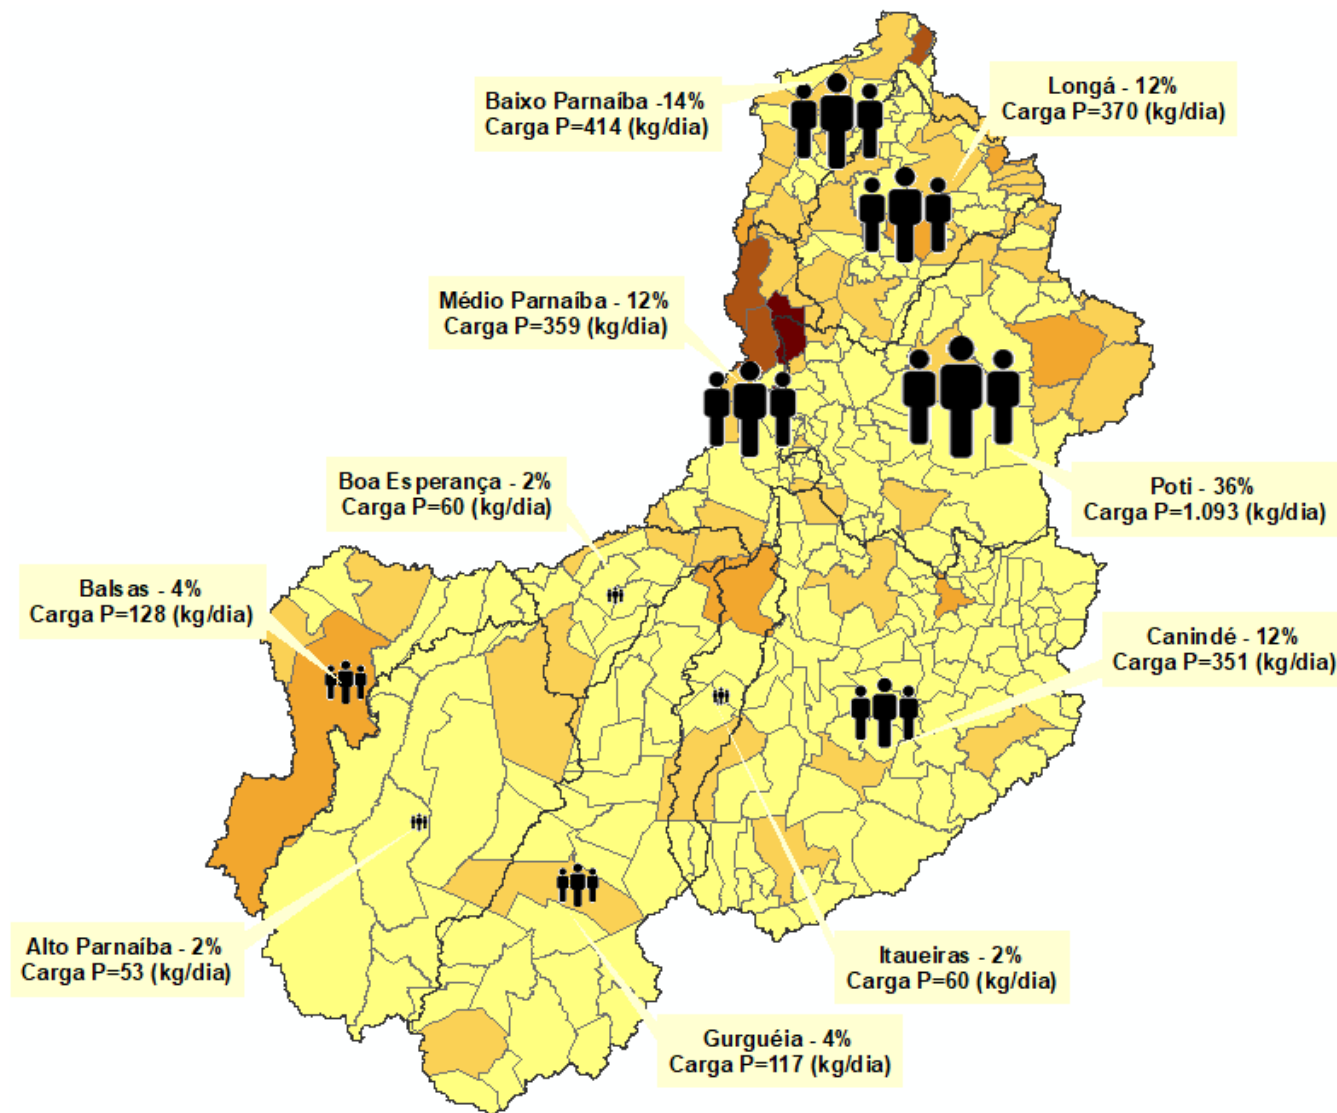 Baixo Parnaíba -14%
Carga P=414 (kg/dia)
Longá - 12%
Carga P=370 (kg/dia)
Médio Parnaíba - 12%
Carga P=359 (kg/dia)
Boa Esperança - 2%
Carga P=60 (kg/dia)
Poti - 36%
Carga P=1.093 (kg/dia)
Balsas - 4%
Carga P=128 (kg/dia)
Canindé - 12%
Carga P=351 (kg/dia)
Alto Parnaíba - 2%
Carga P=53 (kg/dia)
Itaueiras - 2%
Carga P=60 (kg/dia)
Gurguéia - 4%
Carga P=117 (kg/dia)